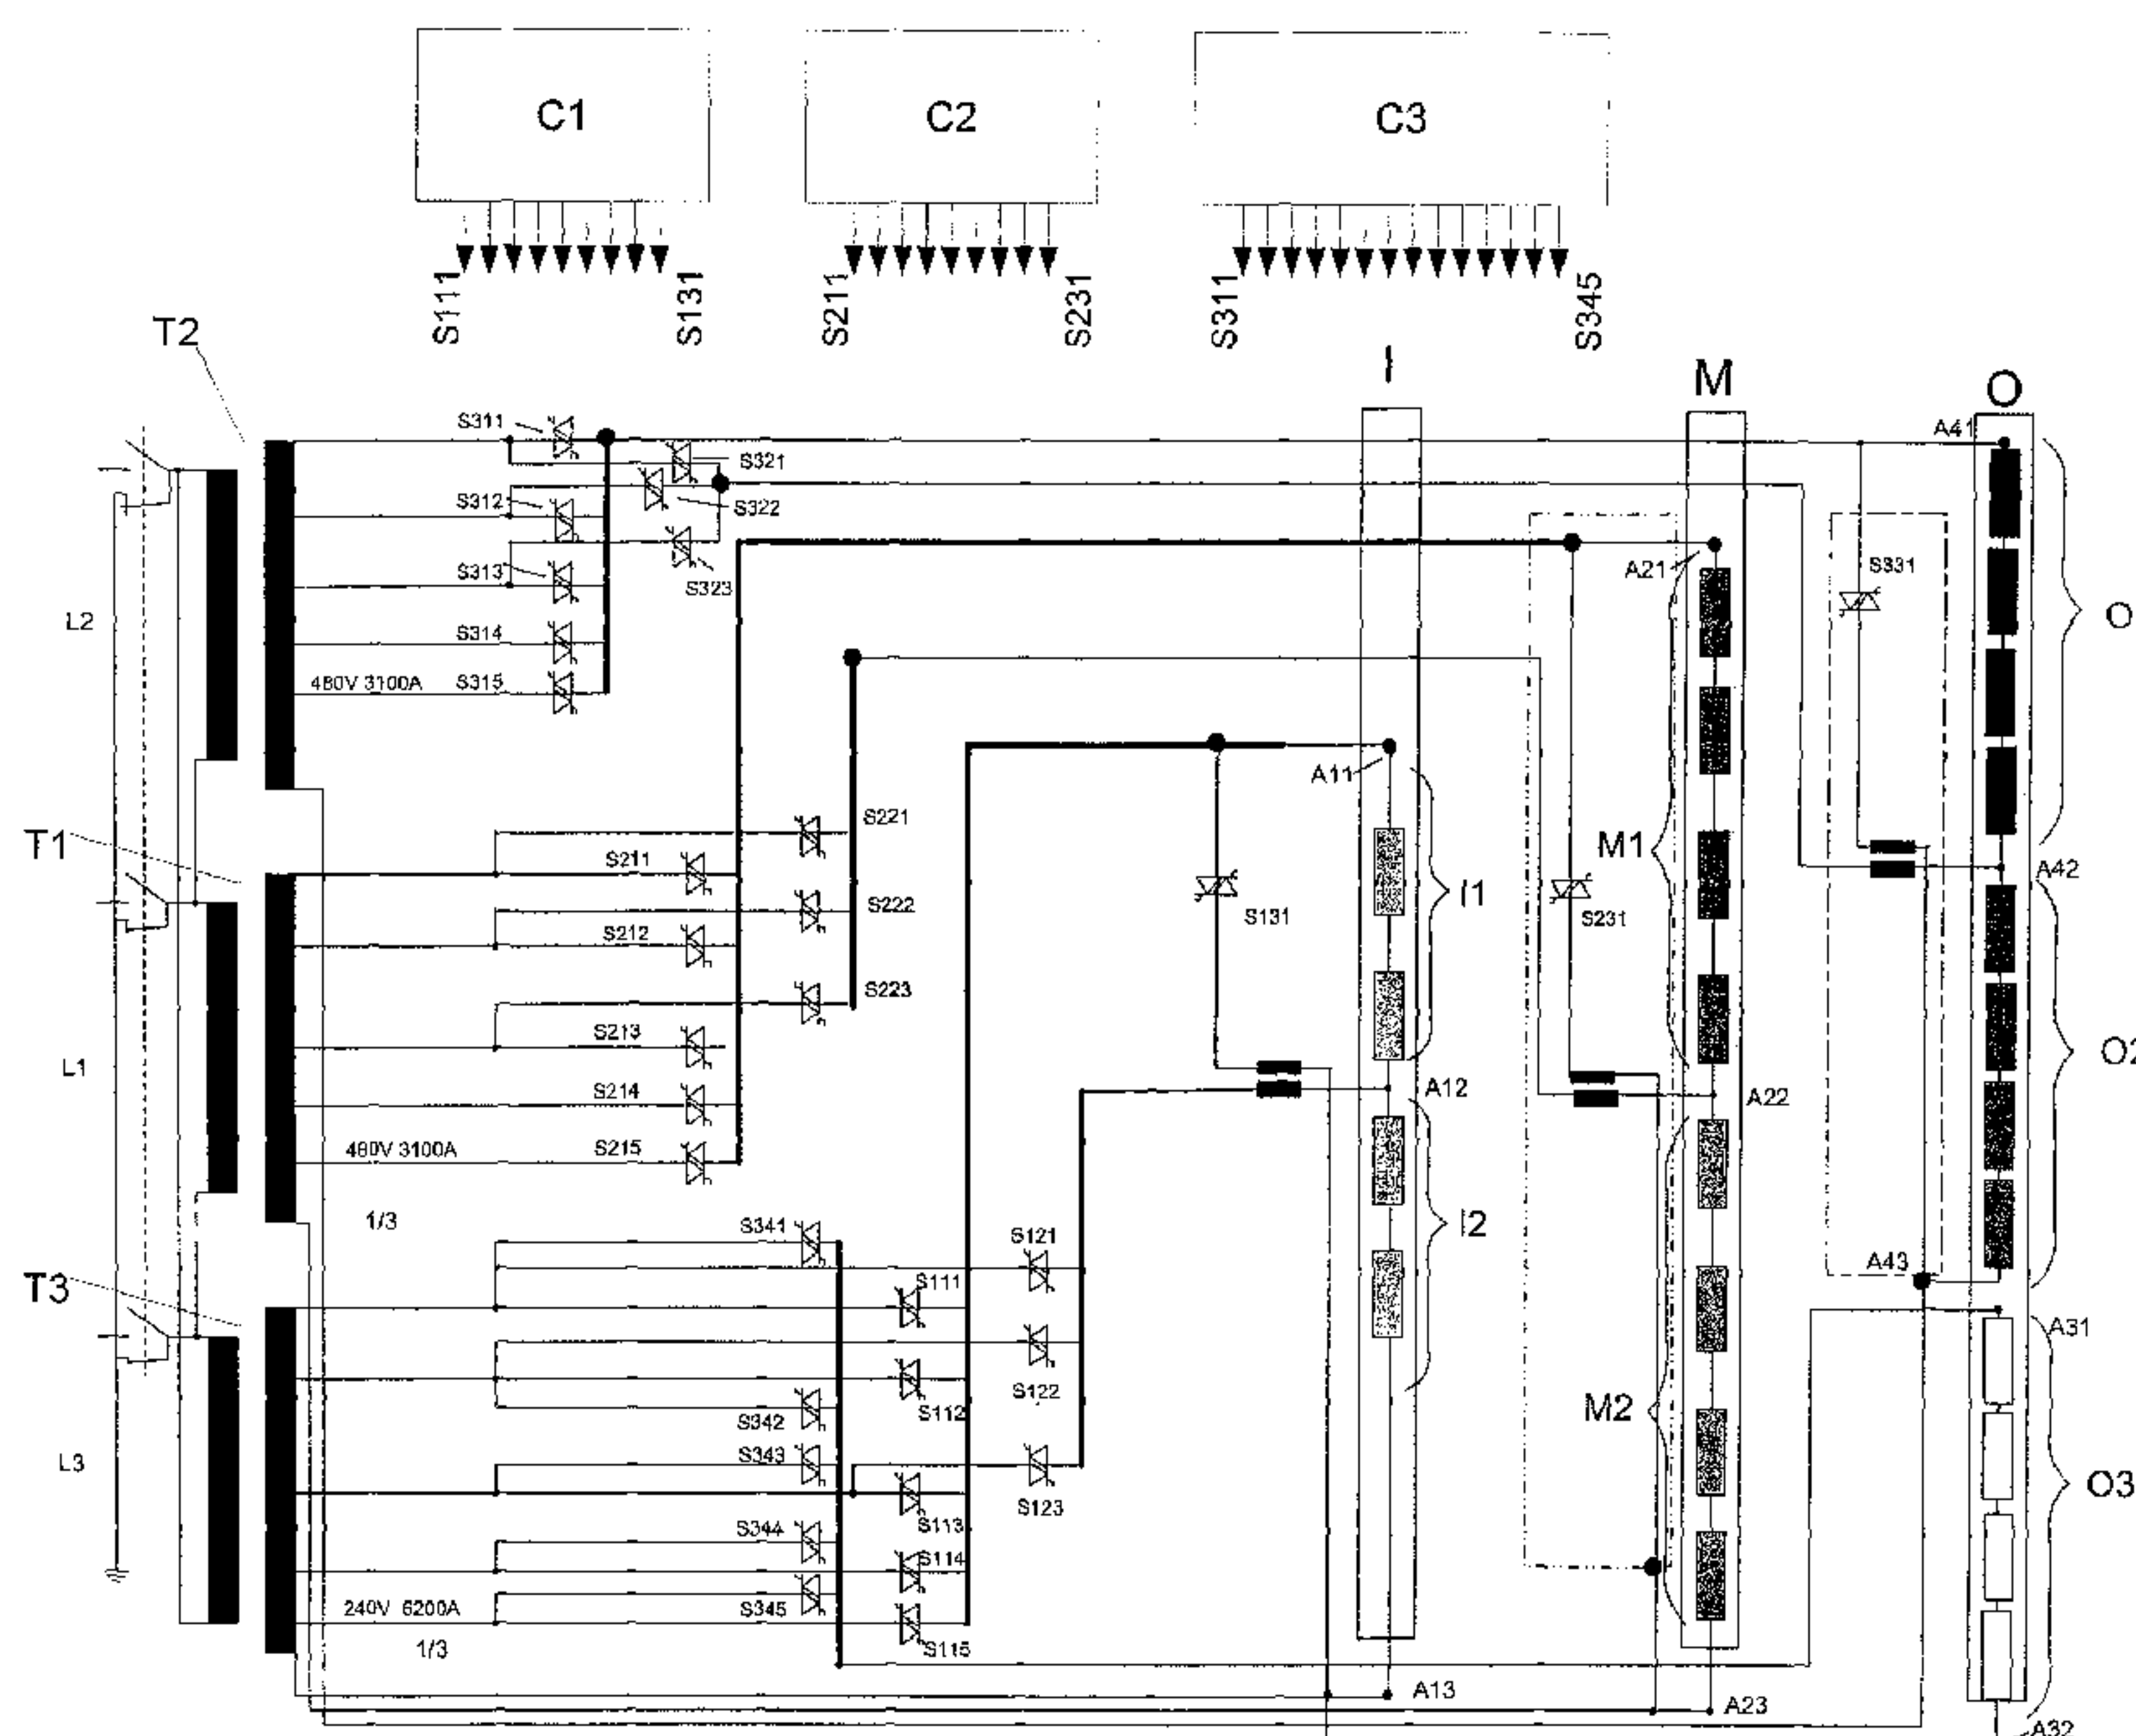 C1
C2
C3
S111
S131
S211
S231
S311
S345
T2
I
M
O
S311
S321
S322
S312
S313
S323
S314
480V 3100A
S315
L2
A41
A21
S331
O
A11
T1
S221
S211
S222
S212
S223
S213
S214
480V 3100A
S215
L1
S131
I1
S231
M1
A42
A12
A22
O2
1/3
S341
S121
S111
T3
I2
A43
A31
S122
S112
S342
M2
S343
S123
S113
L3
O3
S344
S114
240V 6200A
S345
S115
1/3
A13
A23
A32